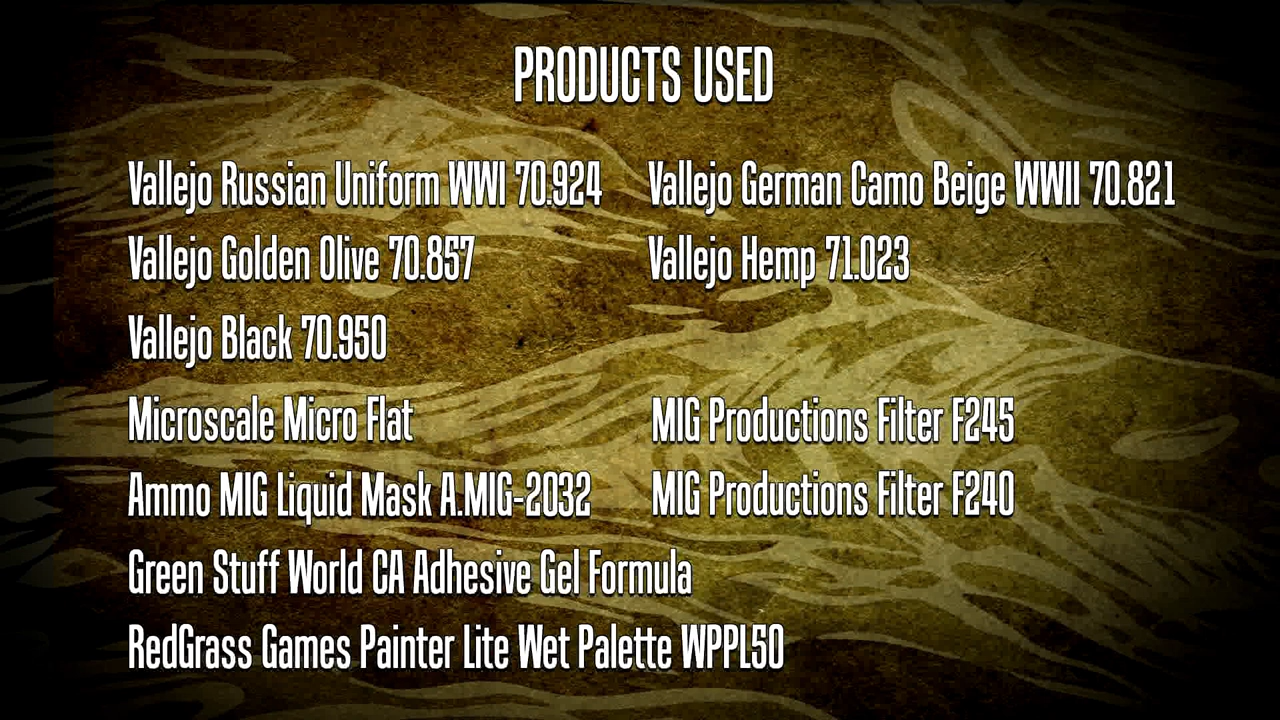 PRODUCTS USED
Vallejo Russian Uniform WWI 70.924
Vallejo German Camo Beige WWII 70.821
Vallejo Golden Olive 70.857
Vallejo Hemp 71.023
Vallejo Black 70.950
Microscale Micro Flat
MIG Productions Filter F245
Ammo MIG Liquid Mask A.MIG-2032
MIG Productions Filter F240
Green Stuff World CA Adhesive Gel Formula
RedGrass Games Painter Lite Wet Palette WPPL50